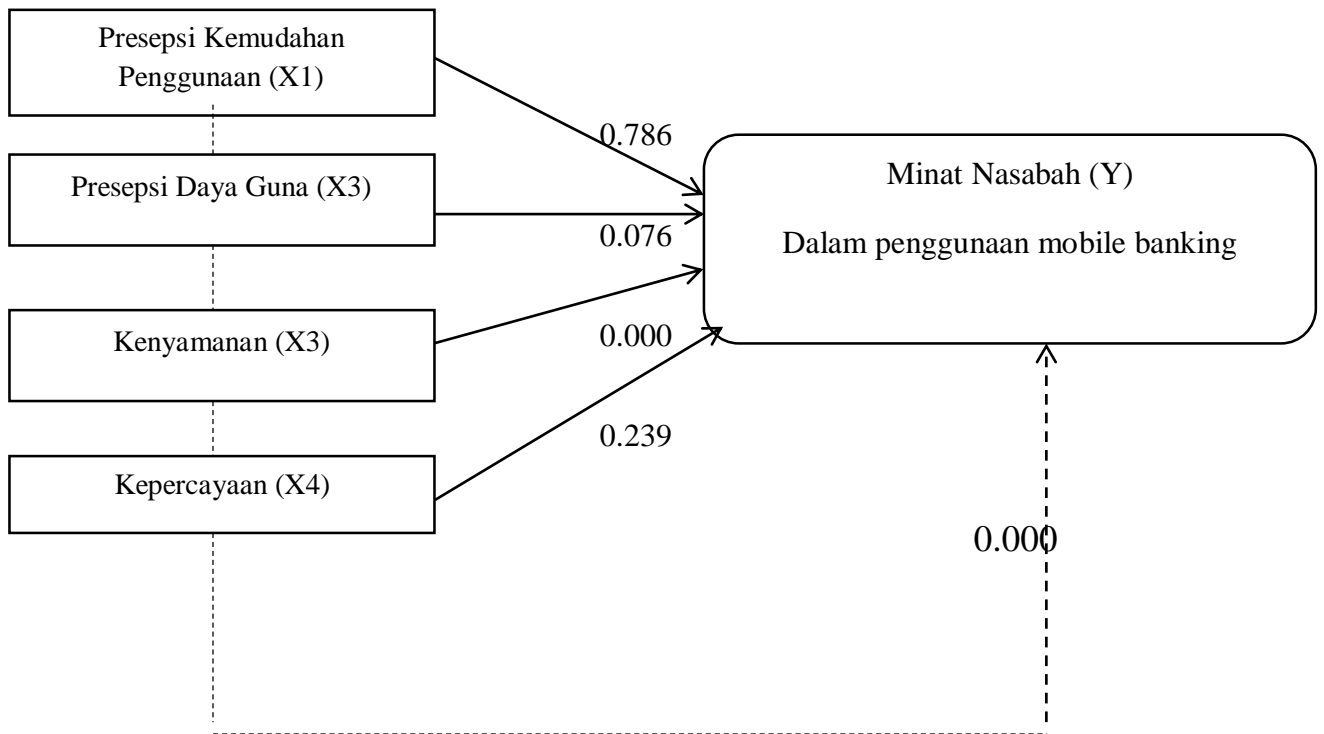 Presepsi Kemudahan
Penggunaan (X1)
0.786
Presepsi Daya Guna (X3)
Minat Nasabah (Y)
Dalam penggunaan mobile banking
0.076
Kenyamanan (X3)
0.000
0.239
Kepercayaan (X4)
0.000